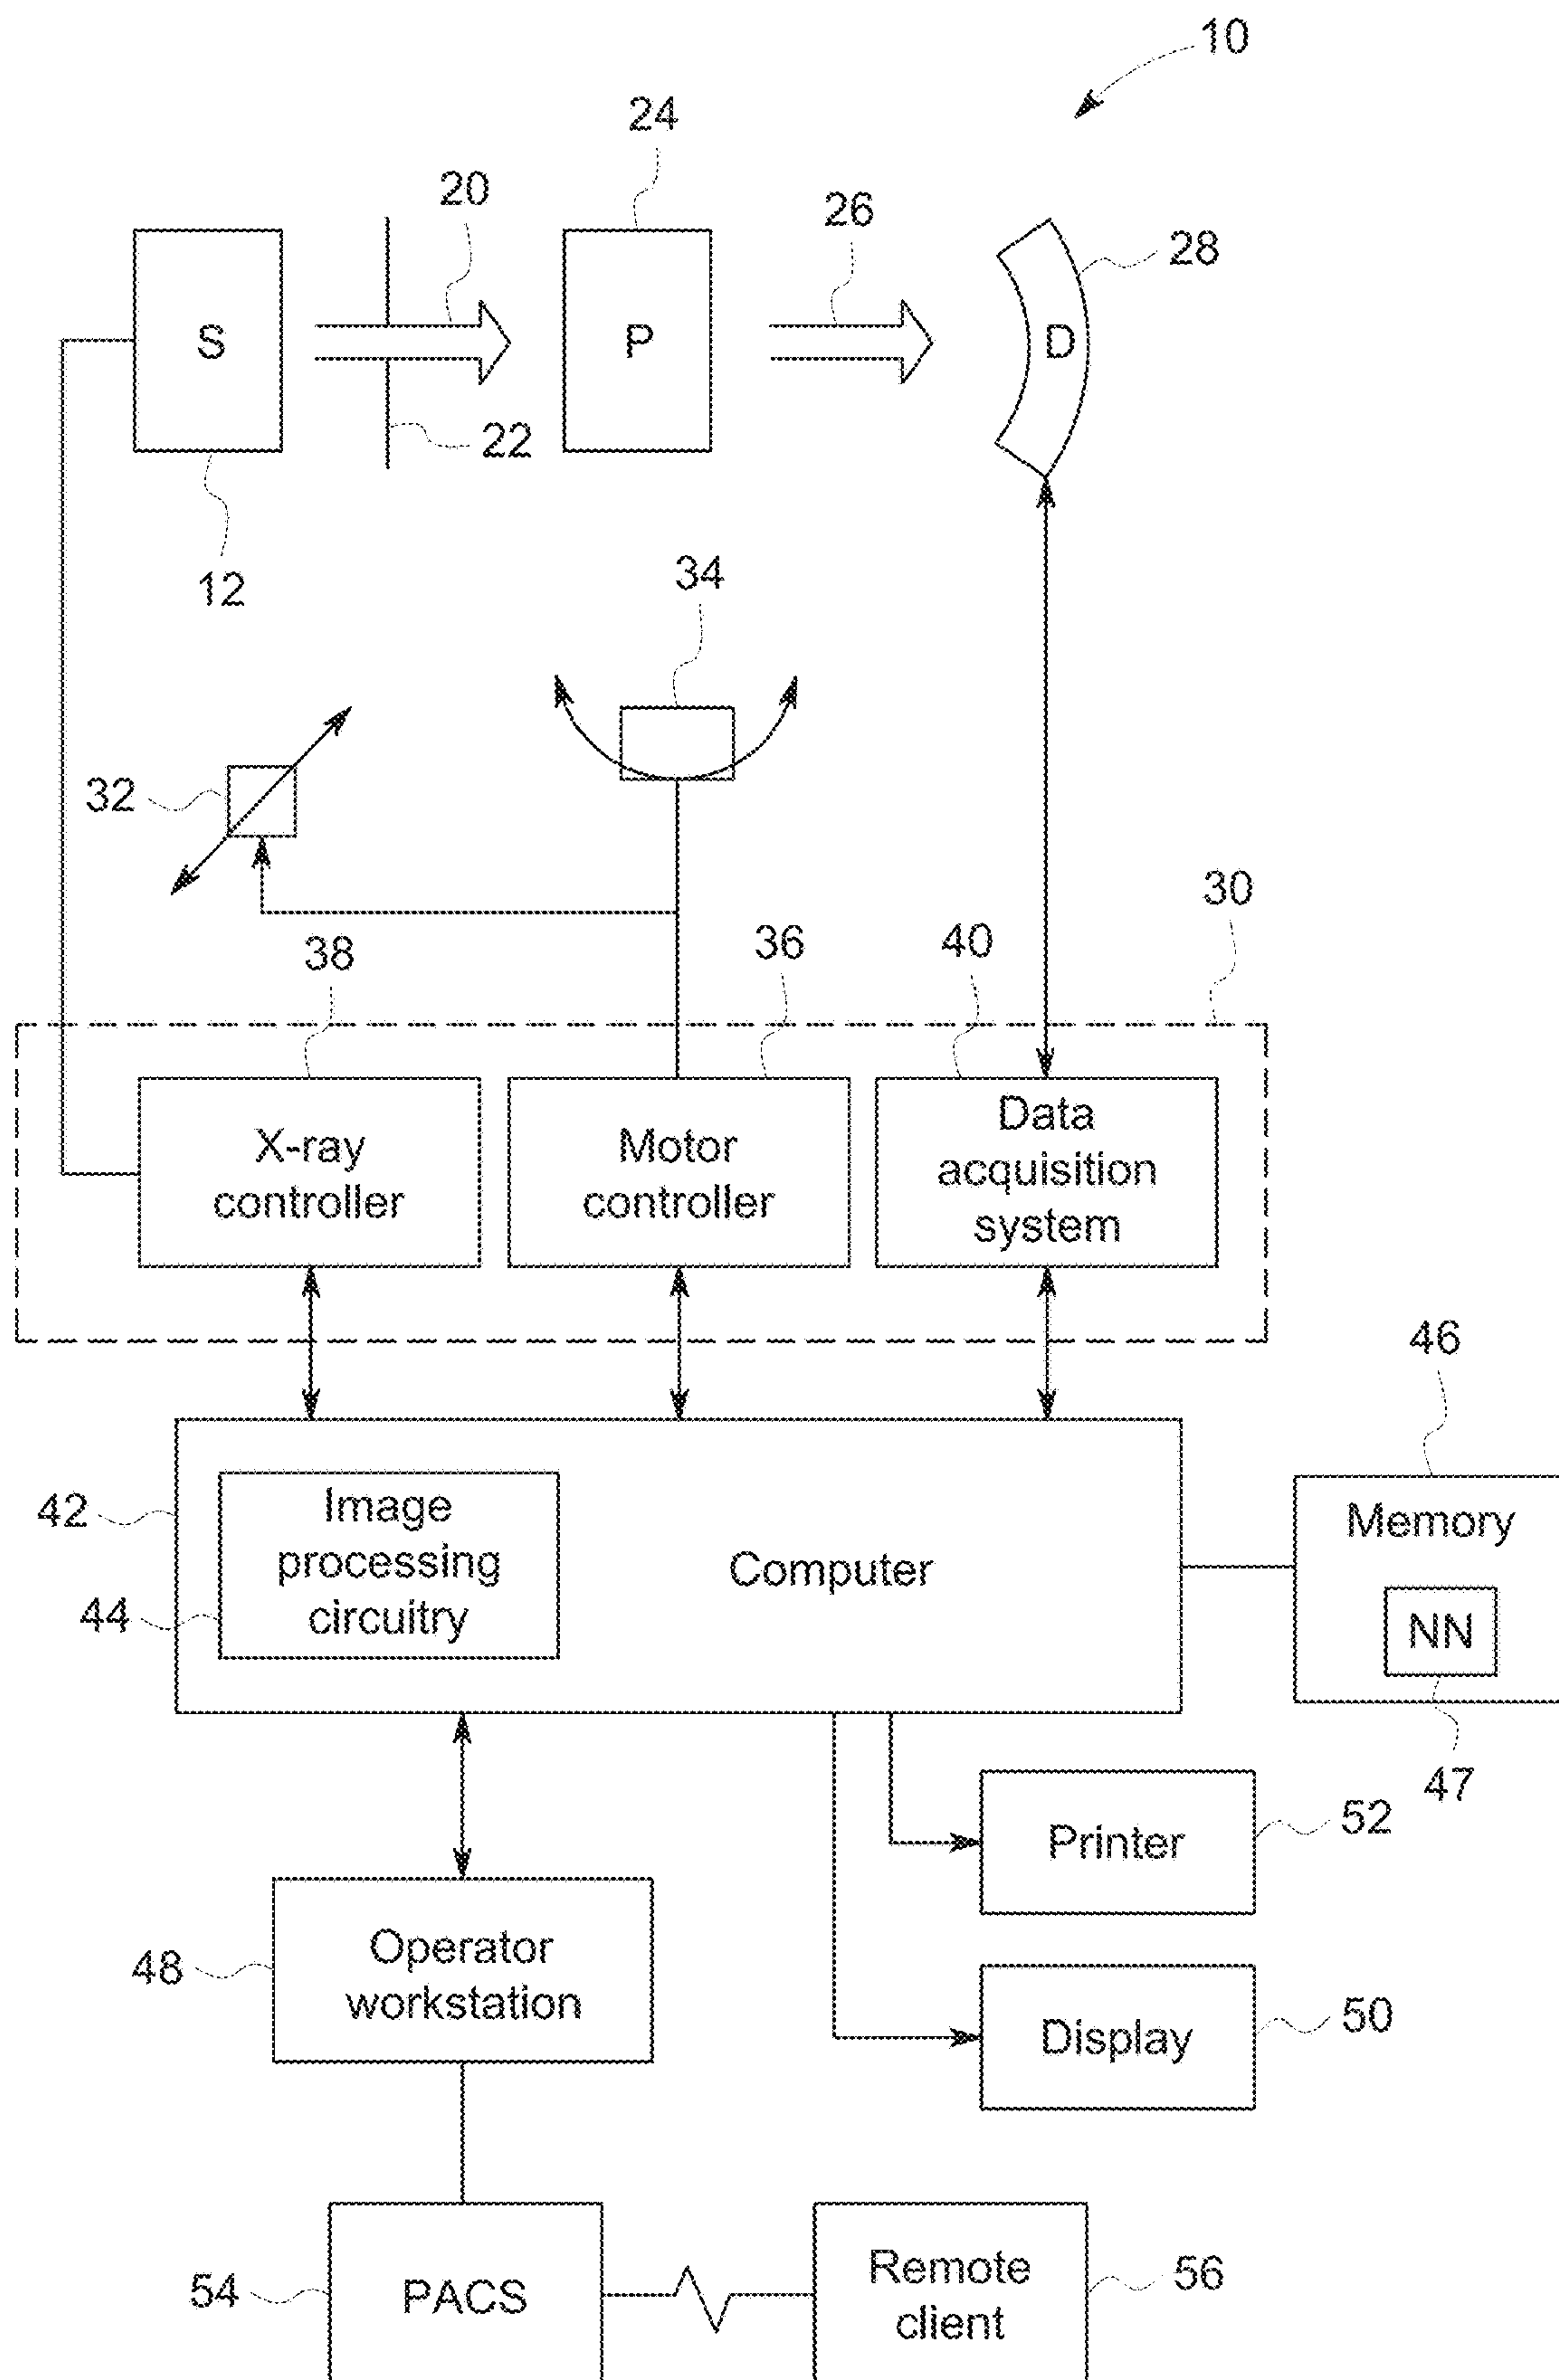 10
24
20
26
28
S
P
D
22
12
34
32
30
38
36
40
X-ray
controller
Motor
controller
Data
acquisition
system
46
42
Image
processing
circuitry
44
Computer
Memory
NN
47
Printer
52
48
Operator
workstation
Display
50
54
PACS
Remote
client
56